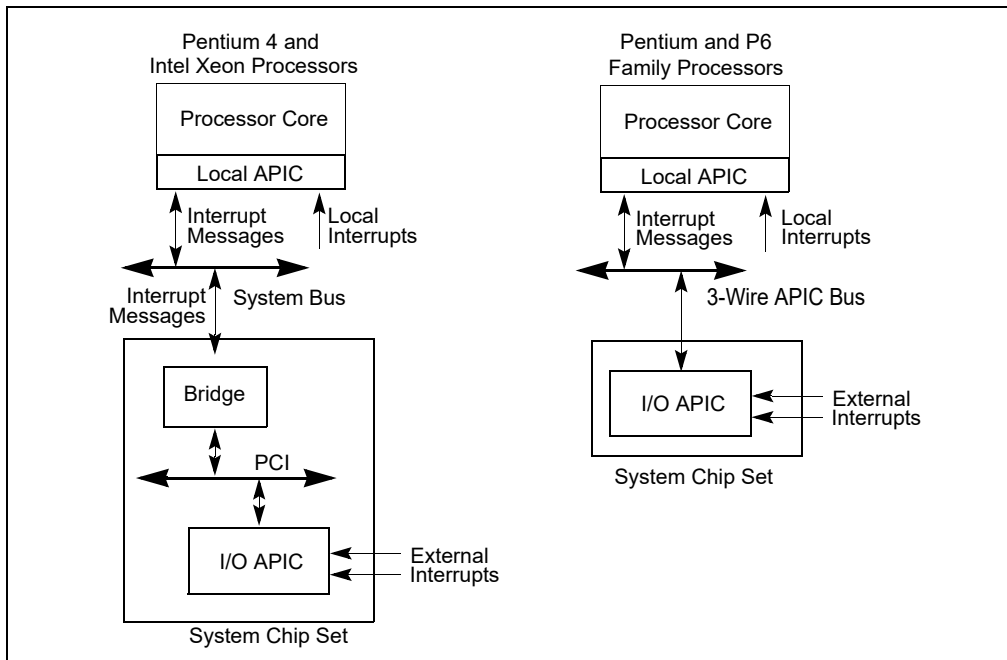 Pentium 4 and
Intel Xeon Processors
Processor Core
Local APIC
Interrupt
Messages
Local
Interrupts
Interrupt
Messages
System Bus
Bridge
PCI
I/O APIC
External
Interrupts
System Chip Set
Pentium and P6
Family Processors
Processor Core
Local APIC
Interrupt
Messages
Local
Interrupts
3-Wire APIC Bus
I/O APIC
External
Interrupts
System Chip Set